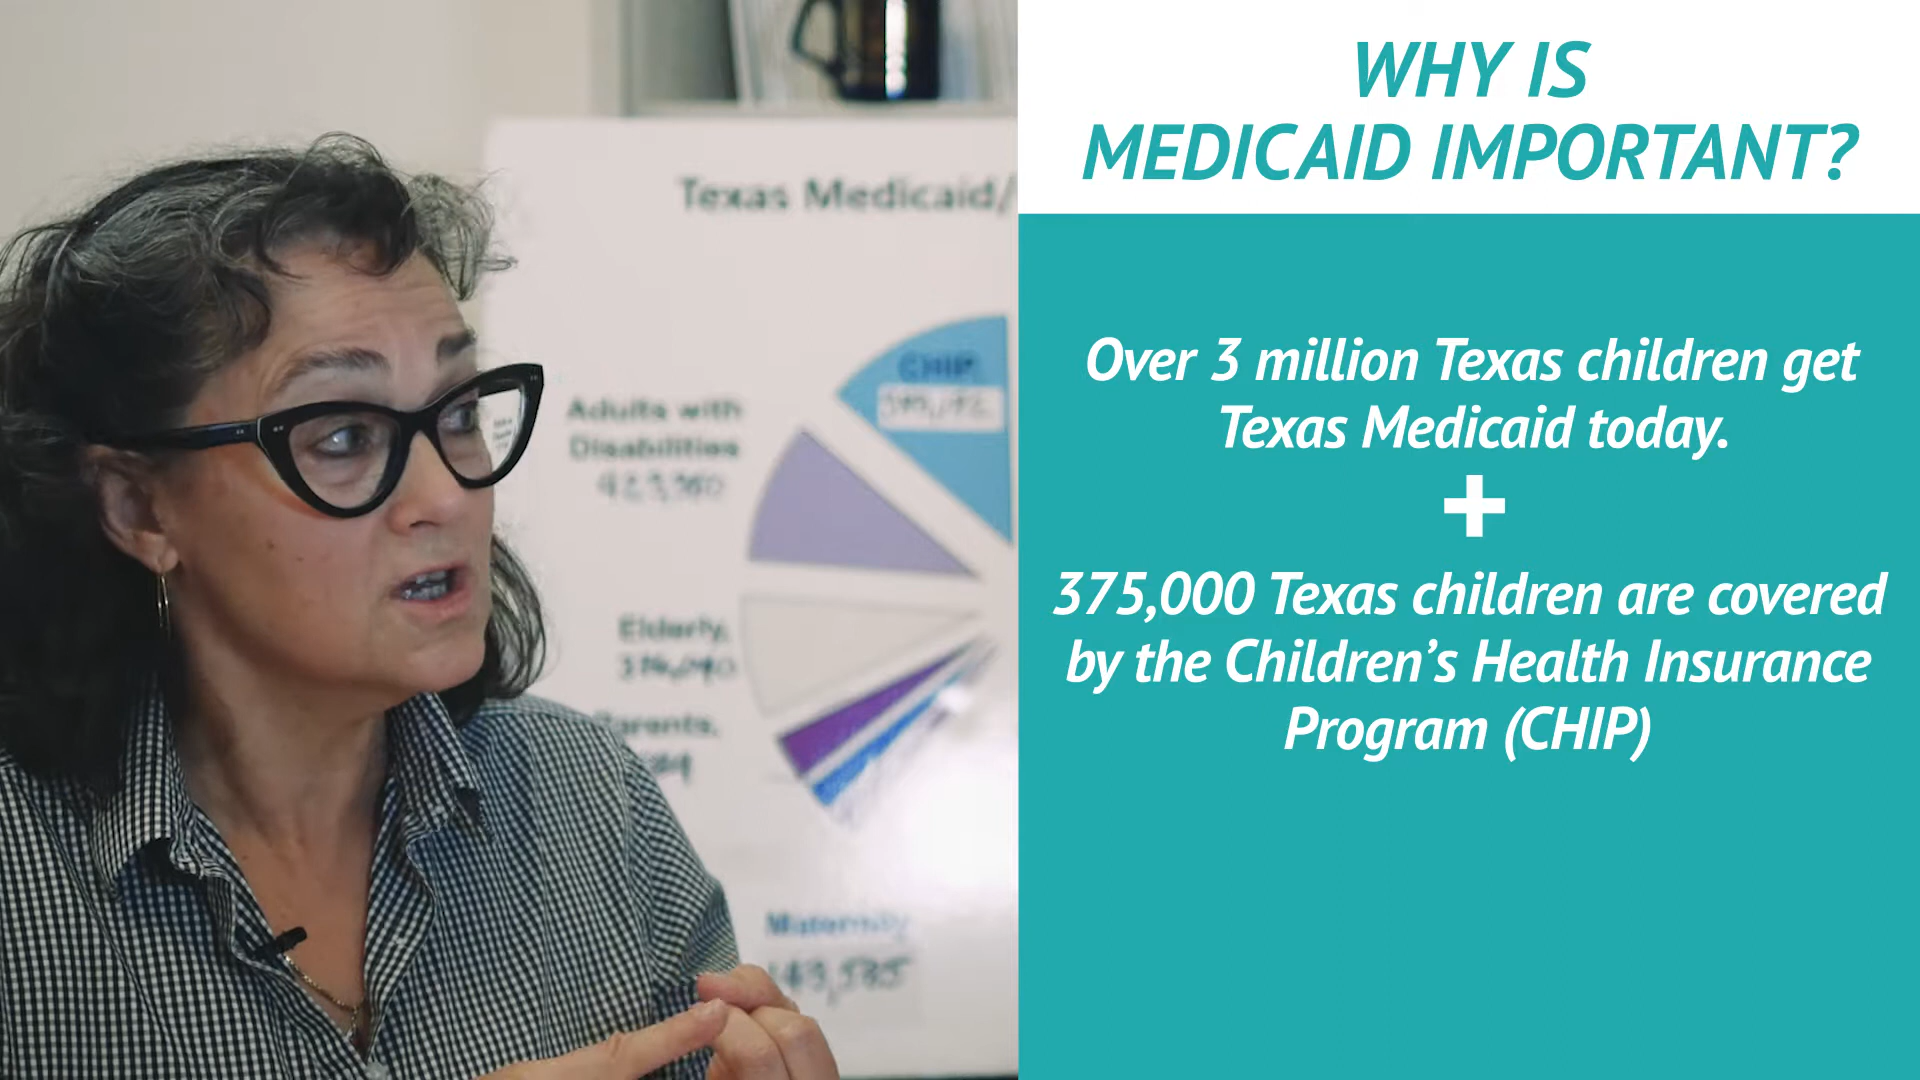 WHY IS
MEDICAID IMPORTANT?
Over 3 million Texas children get
Texas Medicaid today.
+
375,000 Texas children are covered
by the Children’s Health Insurance
Program (CHIP)
Texas Medicaid/
CHIP,
Adults with
Disabilities
Elderly,
Maternity